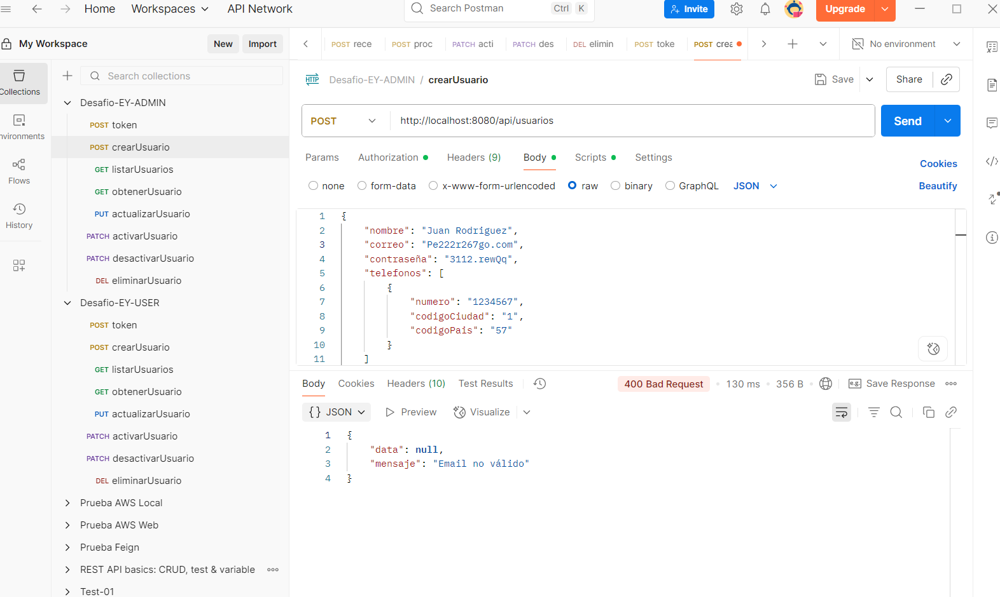 Home Workspaces API Network Search Postman Ctrl K Invite Upgrade
My Workspace New Import POST rece POST proc PATCH acti PATCH des DEL elimin POST toke POST crea No environment
Collections
nvironments
Flows
History
Search collections
Desafio-EY-ADMIN
POST token
POST crearUsuario
GET listarUsuarios
GET obtenerUsuario
PUT actualizarUsuario
PATCH activarUsuario
PATCH desactivarUsuario
DEL eliminarUsuario
Desafio-EY-USER
POST token
POST crearUsuario
GET listarUsuarios
GET obtenerUsuario
PUT actualizarUsuario
PATCH activarUsuario
PATCH desactivarUsuario
DEL eliminarUsuario
Prueba AWS Local
Prueba AWS Web
Prueba Feign
REST API basics: CRUD, test & variable
Test-01
HTTP Desafio-EY-ADMIN / crearUsuario Save Share
POST http://localhost:8080/api/usuarios Send
Params Authorization Headers (9) Body Scripts Settings Cookies
none form-data x-www-form-urlencoded raw binary GraphQL JSON Beautify
1 {
2 "nombre": "Juan Rodriguez",
3 "correo": "Pe222r267go.com",
4 "contraseña": "3112.rewQq",
5 "telefonos": [
6 {
7 "numero": "1234567",
8 "codigoCiudad": "1",
9 "codigoPais": "57"
10 }
11 ]
Body Cookies Headers (10) Test Results 400 Bad Request 130 ms 356 B e.g. Save Response
{} JSON Preview Visualize
1 {
2 "data": null,
3 "mensaje": "Email no válido"
4 }